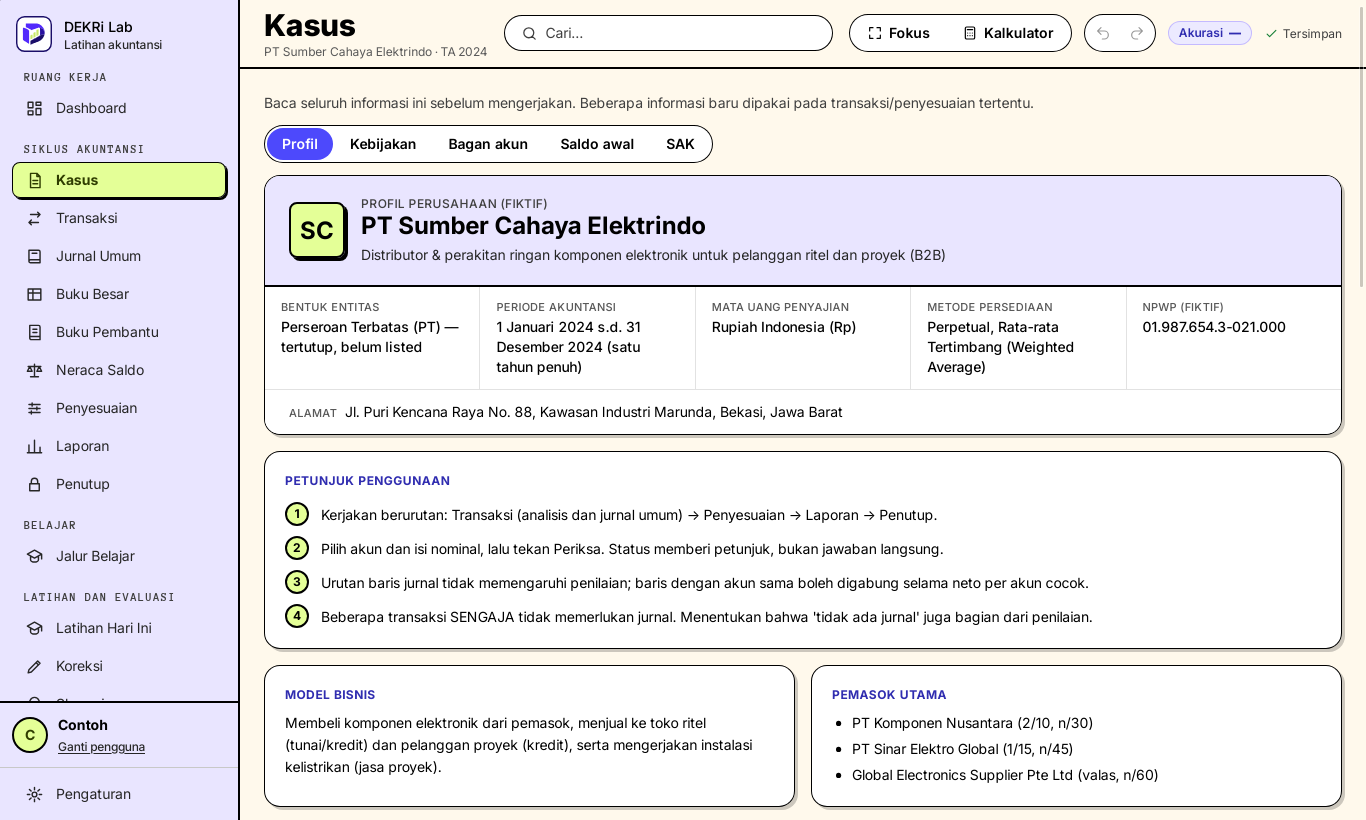 DEKRi Lab
Latihan akuntansi
RUANG KERJA
Dashboard
SIKLUS AKUNTANSI
Kasus
Transaksi
Jurnal Umum
Buku Besar
Buku Pembantu
Neraca Saldo
Penyesuaian
Laporan
Penutup
BELAJAR
Jalur Belajar
LATIHAN DAN EVALUASI
Latihan Hari Ini
Koreksi
C
Contoh
Ganti pengguna
Pengaturan
Kasus
PT Sumber Cahaya Elektrindo · TA 2024
Cari...
Fokus
Kalkulator
Akurasi —
Tersimpan
Baca seluruh informasi ini sebelum mengerjakan. Beberapa informasi baru dipakai pada transaksi/penyesuaian tertentu.
Profil
Kebijakan
Bagan akun
Saldo awal
SAK
SC
PROFIL PERUSAHAAN (FIKTIF)
PT Sumber Cahaya Elektrindo
Distributor & perakitan ringan komponen elektronik untuk pelanggan ritel dan proyek (B2B)
BENTUK ENTITAS
Perseroan Terbatas (PT) —
tertutup, belum listed
PERIODE AKUNTANSI
1 Januari 2024 s.d. 31
Desember 2024 (satu
tahun penuh)
MATA UANG PENYAJIAN
Rupiah Indonesia (Rp)
METODE PERSEDIAAN
Perpetual, Rata-rata
Tertimbang (Weighted
Average)
NPWP (FIKTIF)
01.987.654.3-021.000
ALAMAT Jl. Puri Kencana Raya No. 88, Kawasan Industri Marunda, Bekasi, Jawa Barat
PETUNJUK PENGGUNAAN
1 Kerjakan berurutan: Transaksi (analisis dan jurnal umum) → Penyesuaian → Laporan → Penutup.
2 Pilih akun dan isi nominal, lalu tekan Periksa. Status memberi petunjuk, bukan jawaban langsung.
3 Urutan baris jurnal tidak memengaruhi penilaian; baris dengan akun sama boleh digabung selama neto per akun cocok.
4 Beberapa transaksi SENGAJA tidak memerlukan jurnal. Menentukan bahwa 'tidak ada jurnal' juga bagian dari penilaian.
MODEL BISNIS
Membeli komponen elektronik dari pemasok, menjual ke toko ritel
(tunai/kredit) dan pelanggan proyek (kredit), serta mengerjakan instalasi
kelistrikan (jasa proyek).
PEMASOK UTAMA
• PT Komponen Nusantara (2/10, n/30)
• PT Sinar Elektro Global (1/15, n/45)
• Global Electronics Supplier Pte Ltd (valas, n/60)